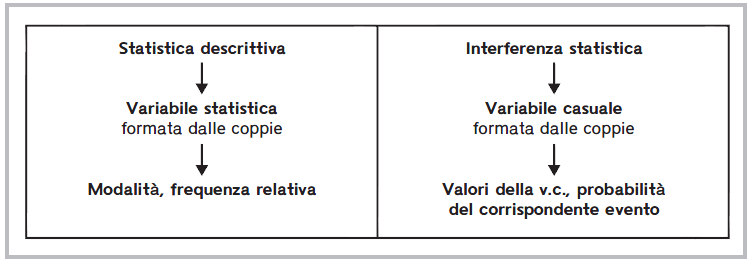 Statistica descrittiva
Variabile statistica
formata dalle coppie
Modalità, frequenza relativa
Interferenza statistica
Variabile casuale
formata dalle coppie
Valori della v.c., probabilità
del corrispondente evento